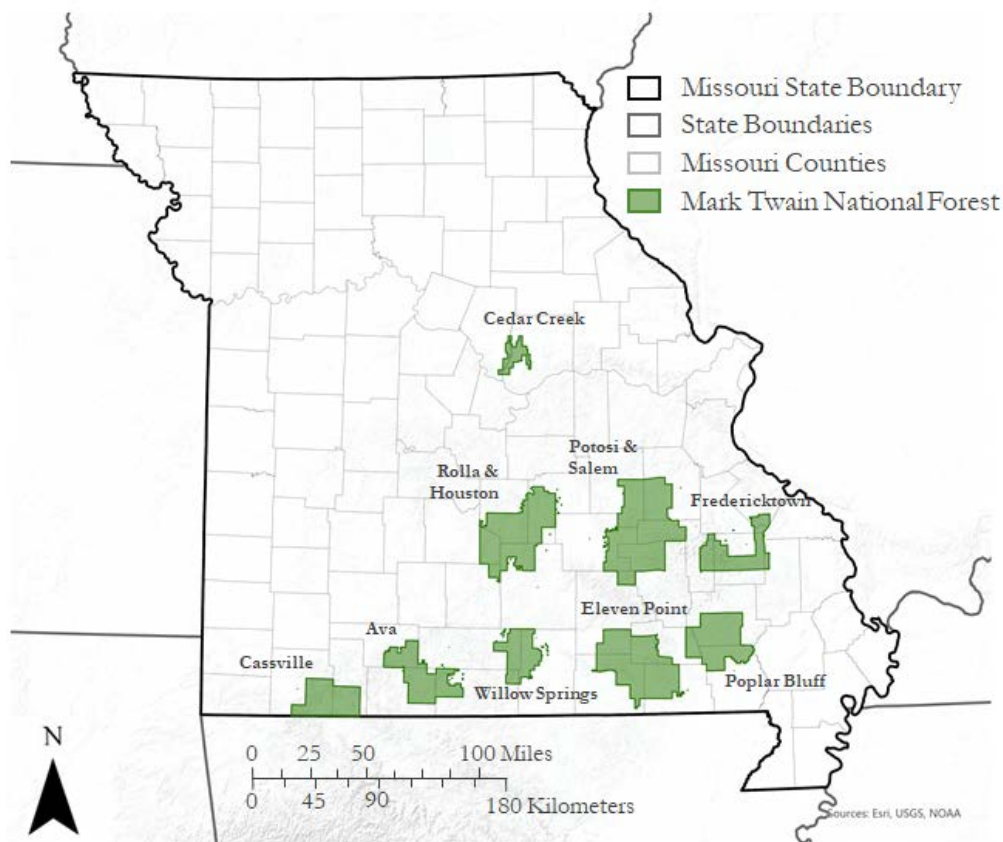 Missouri State Boundary
State Boundaries
Missouri Counties
Mark Twain National Forest
Cedar Creek
Potosi &
Salem
Rolla &
Houston
Fredericktown
Eleven Point
Ava
Cassville
Willow Springs
Poplar Bluff
N
0 25 50 100 Miles
0 45 90 180 Kilometers
Sources: Esri, USGS, NOAA